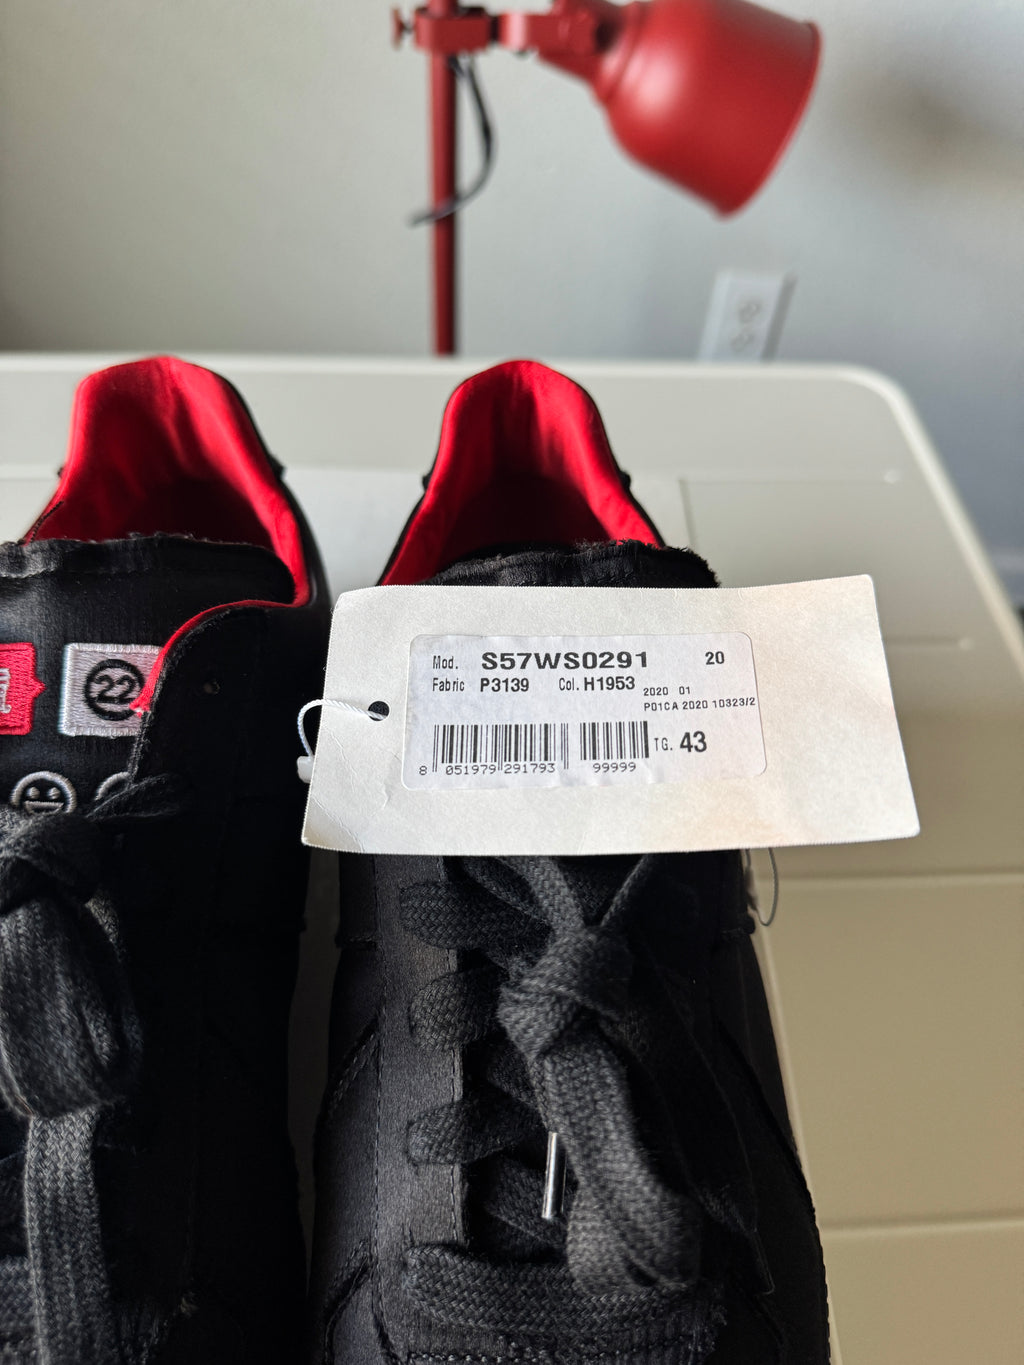 Mod. S57WS0291 20
Fabric P3139 Col. H1953 2020 01
P01CA 2020 10323/2
TG. 43
8 051979 291793 99999
22